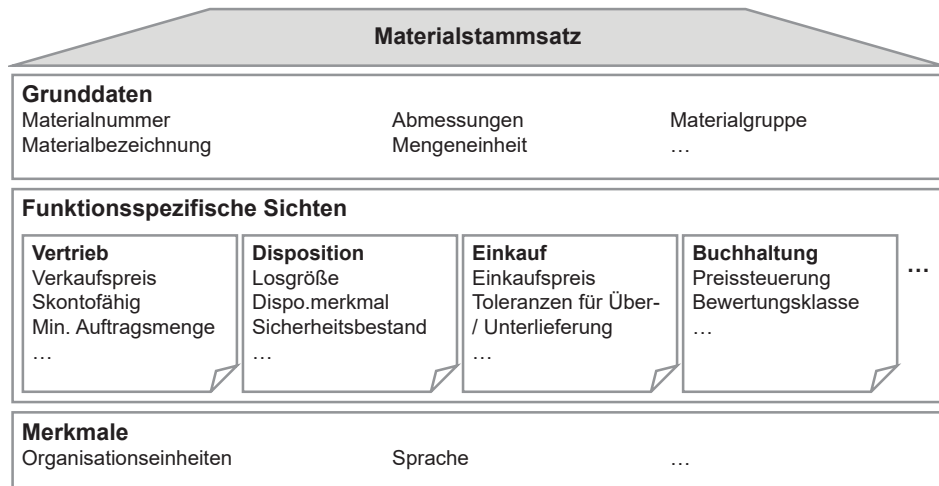 Materialstammsatz
Grunddaten
Materialnummer Abmessungen Materialgruppe
Materialbezeichnung Mengeneinheit …
Funktionsspezifische Sichten
Vertrieb
Verkaufspreis
Skontofähig
Min. Auftragsmenge
…
Disposition
Losgröße
Dispo.merkmal
Sicherheitsbestand
…
Einkauf
Einkaufspreis
Toleranzen für Über-
/ Unterlieferung
…
Buchhaltung
Preissteuerung
Bewertungsklasse
…
…
Merkmale
Organisationseinheiten Sprache …